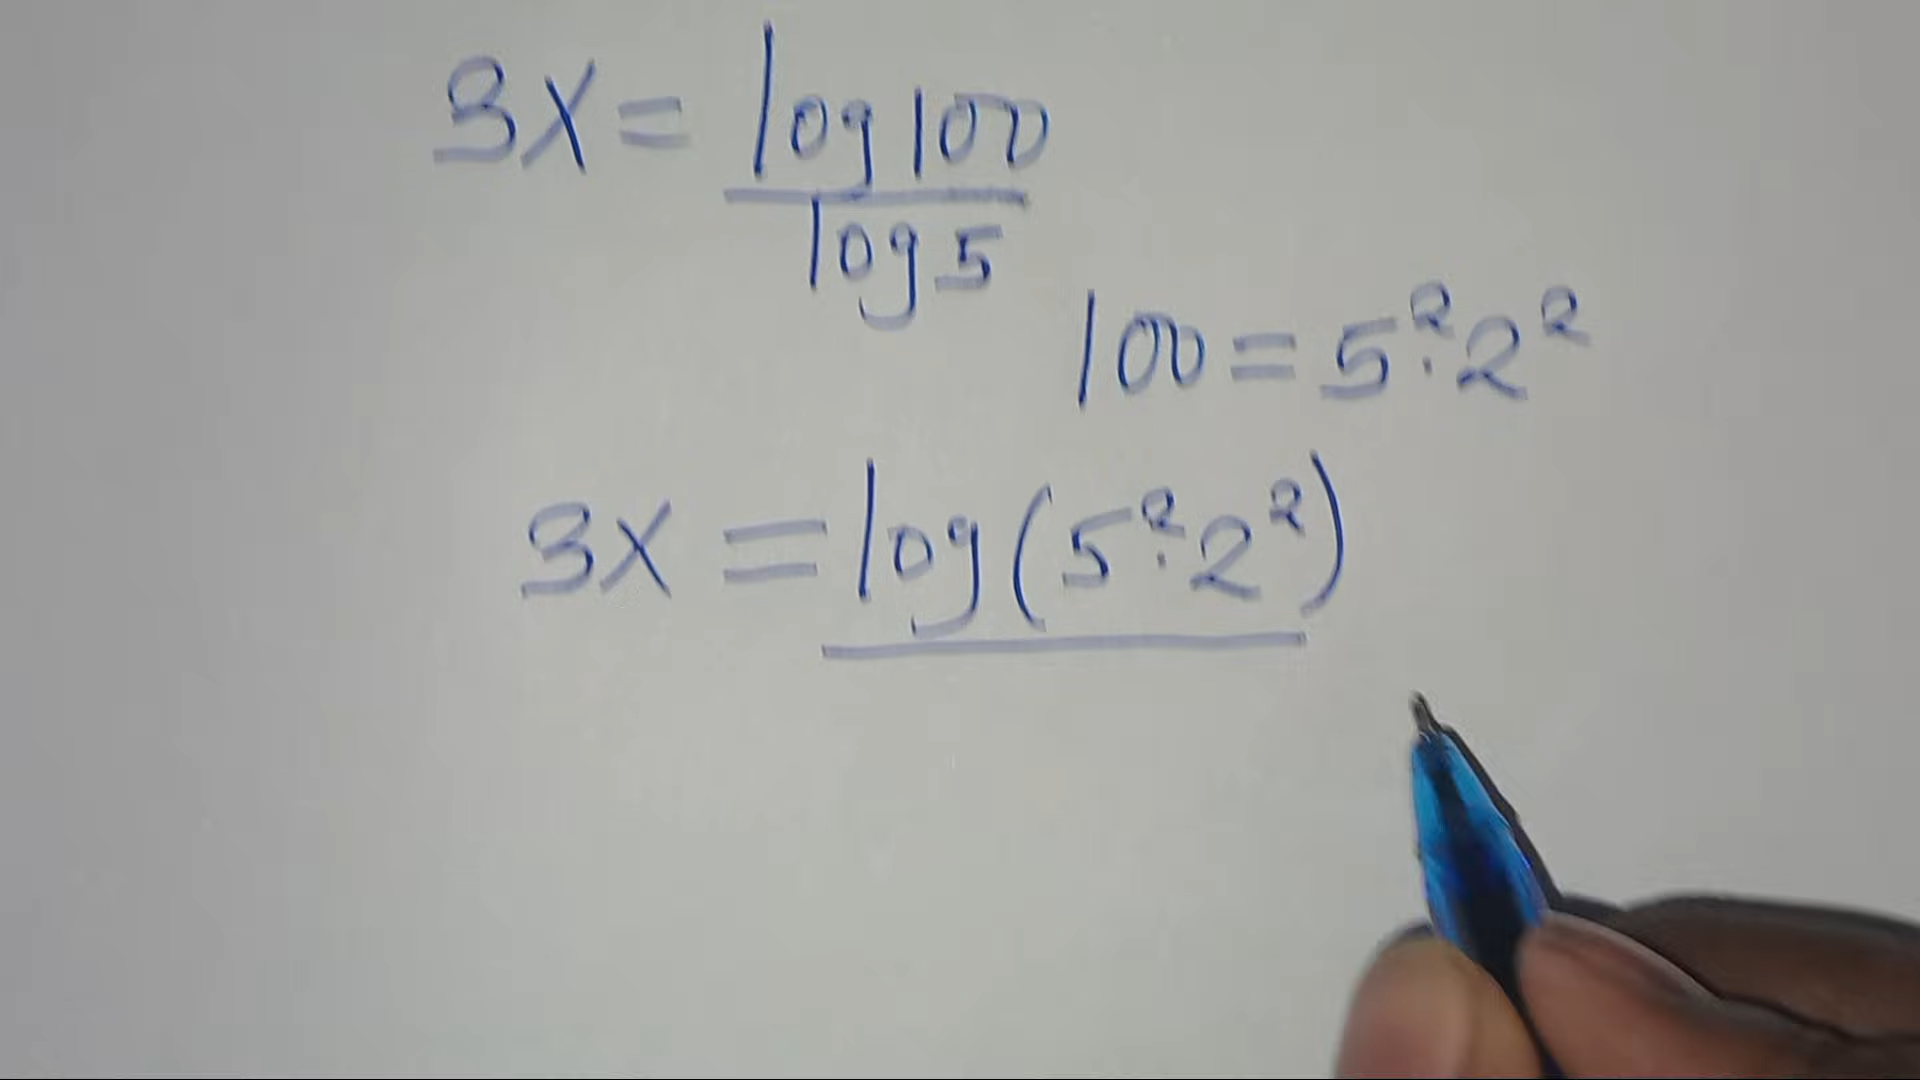 3X = log 100
log 5
100 = 5².2²
3X = log(5².2²)